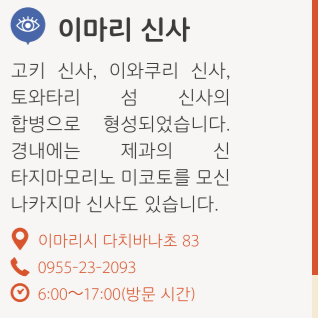 이마리 신사
고키 신사, 이와쿠리 신사,
토와타리 섬 신사의
합병으로 형성되었습니다.
경내에는 제과의 신
타지마모리노 미코토를 모신
나카지마 신사도 있습니다.
이마리시 다치바나초 83
0955-23-2093
6:00～17:00(방문 시간)